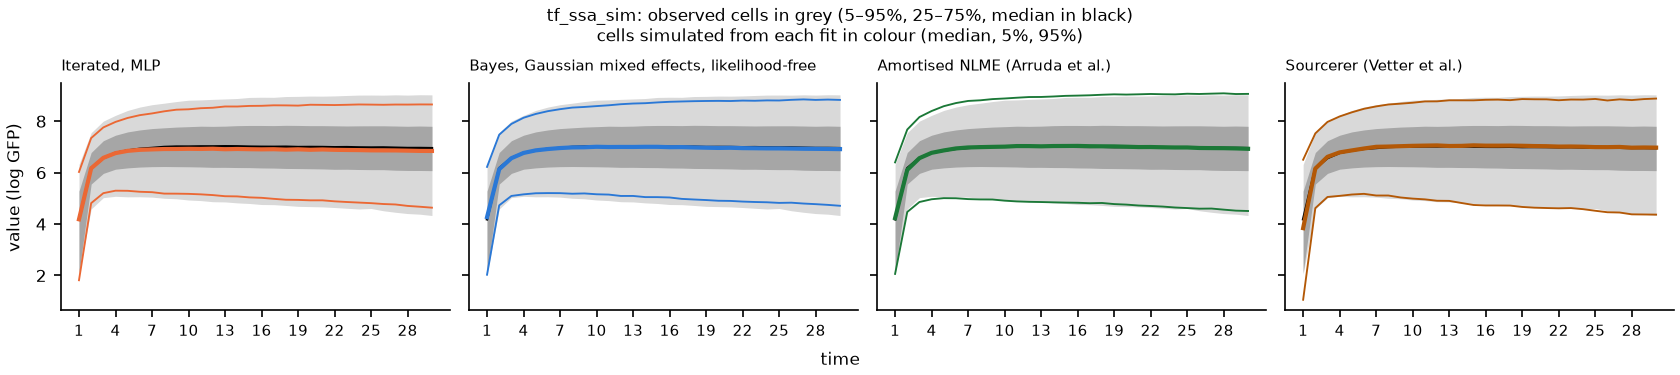 tf_ssa_sim: observed cells in grey (5–95%, 25–75%, median in black)
cells simulated from each fit in colour (median, 5%, 95%)
Iterated, MLP
Bayes, Gaussian mixed effects, likelihood-free
Amortised NLME (Arruda et al.)
Sourcerer (Vetter et al.)
value (log GFP)
8
6
4
2
1 4 7 10 13 16 19 22 25 28
1 4 7 10 13 16 19 22 25 28
1 4 7 10 13 16 19 22 25 28
1 4 7 10 13 16 19 22 25 28
time